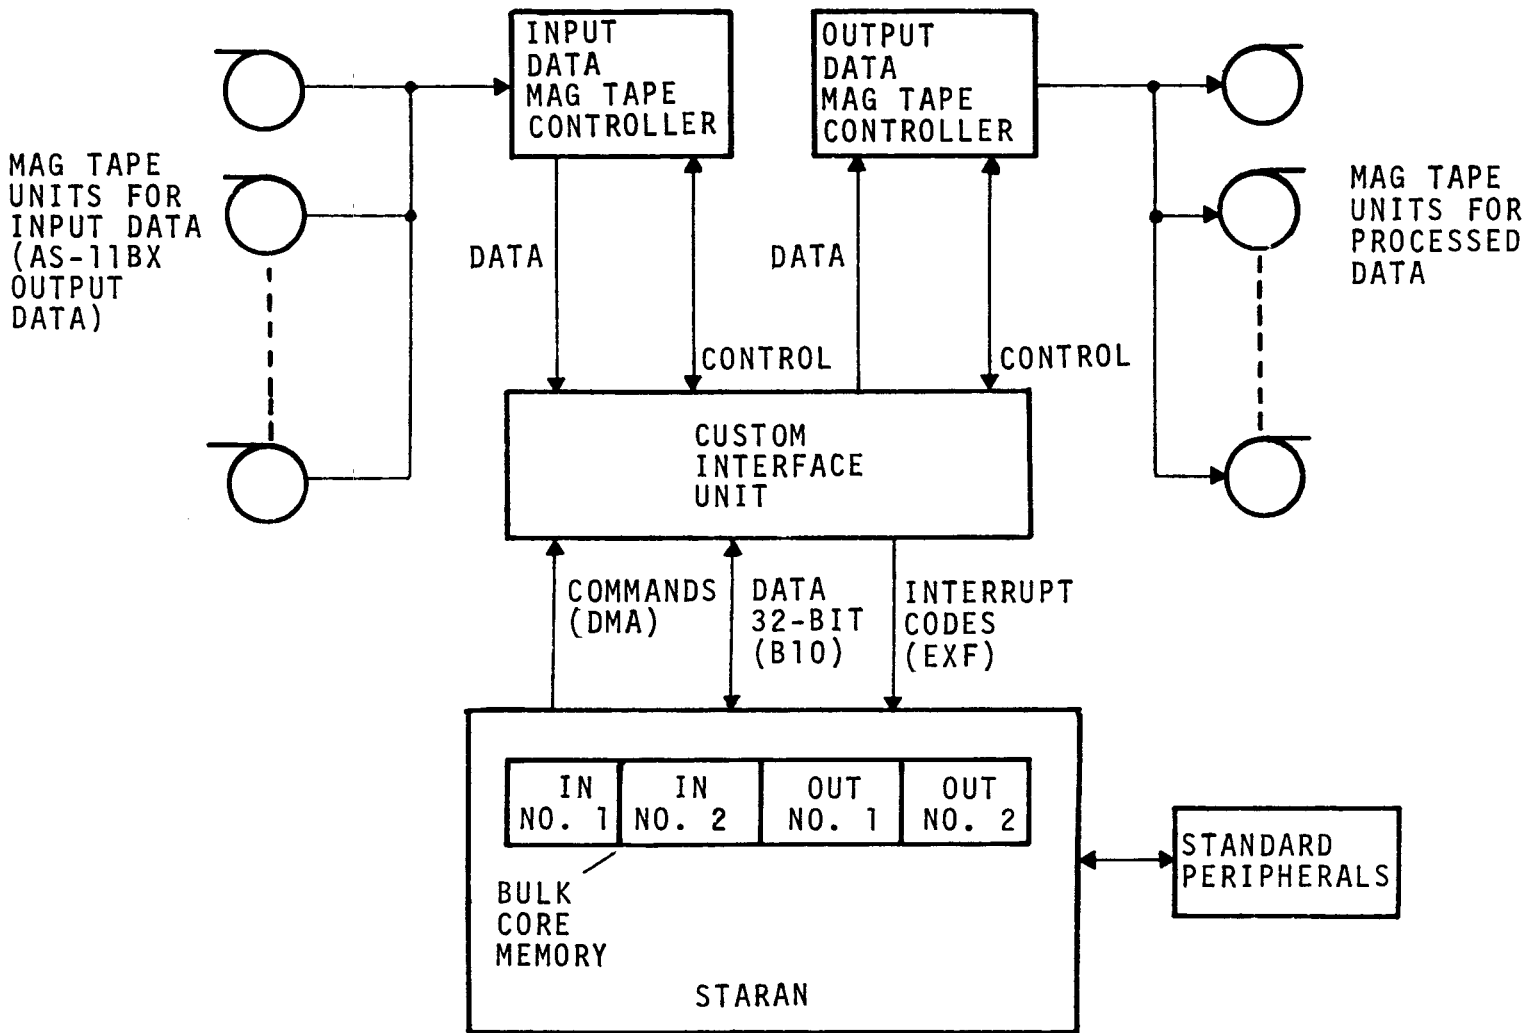 INPUT
DATA
MAG TAPE
CONTROLLER
OUTPUT
DATA
MAG TAPE
CONTROLLER
MAG TAPE
UNITS FOR
INPUT DATA
(AS-11BX
OUTPUT
DATA)
MAG TAPE
UNITS FOR
PROCESSED
DATA
DATA
CONTROL
DATA
CONTROL
CUSTOM
INTERFACE
UNIT
COMMANDS
(DMA)
DATA
32-BIT
(B10)
INTERRUPT
CODES
(EXF)
IN
NO. 1
IN
NO. 2
OUT
NO. 1
OUT
NO. 2
BULK
CORE
MEMORY
STARAN
STANDARD
PERIPHERALS